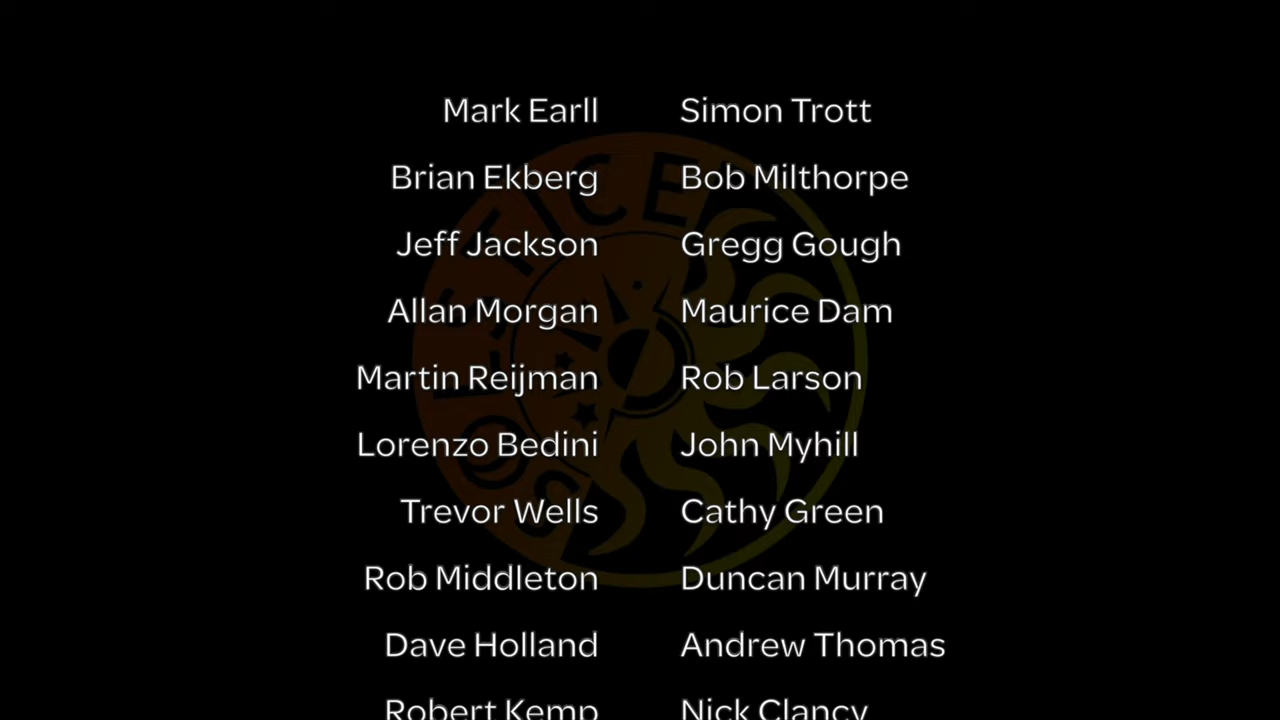 Mark Earll Simon Trott
Brian Ekberg Bob Milthorpe
Jeff Jackson Gregg Gough
Allan Morgan Maurice Dam
Martin Reijman Rob Larson
Lorenzo Bedini John Myhill
Trevor Wells Cathy Green
Rob Middleton Duncan Murray
Dave Holland Andrew Thomas
Robert Kemp Nick Clancy
SOLSTICE